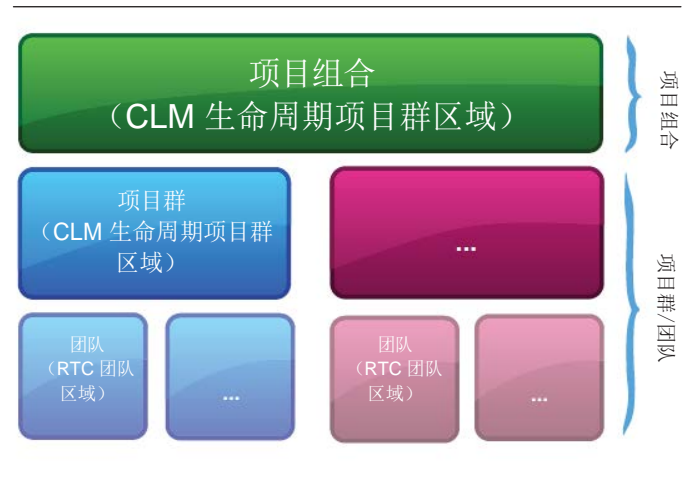 项目组合
（CLM 生命周期项目群区域）
项目组合
项目群
（CLM 生命周期项目群
区域）
...
项目群/团队
团队
（RTC 团队
区域）
...
团队
（RTC 团队
区域）
...